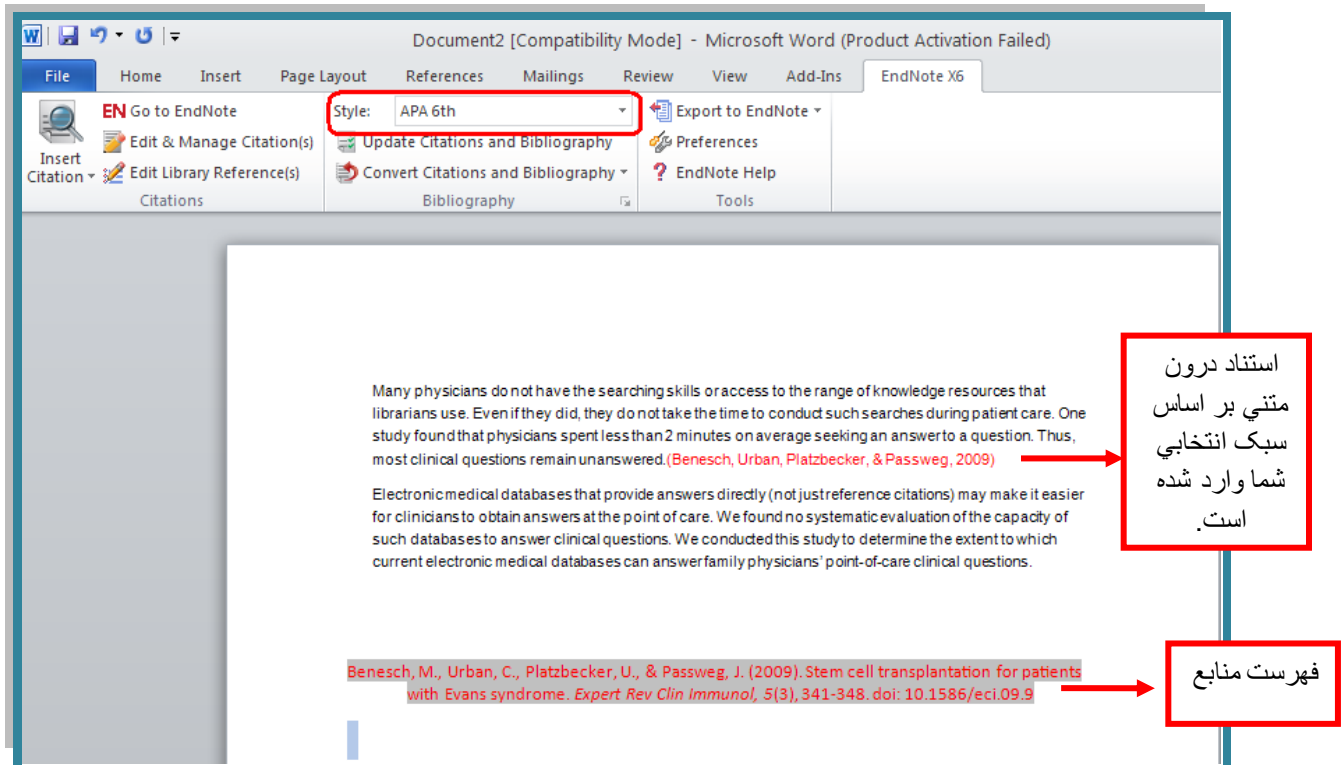 Document2 [Compatibility Mode] - Microsoft Word (Product Activation Failed)
File Home Insert Page Layout References Mailings Review View Add-Ins EndNote X6
EN Go to EndNote
Edit & Manage Citation(s)
Edit Library Reference(s)
Insert
Citation
Citations
Style: APA 6th
Update Citations and Bibliography
Convert Citations and Bibliography
Bibliography
Export to EndNote
Preferences
? EndNote Help
Tools
Many physicians do not have the searching skills or access to the range of knowledge resources that
librarians use. Even if they did, they do not take the time to conduct such searches during patient care. One
study found that physicians spent less than 2 minutes on average seeking an answer to a question. Thus,
most clinical questions remain unanswered.(Benesch, Urban, Platzbecker, & Passweg, 2009)
استناد درون
متني بر اساس
سبک انتخابي
شما وارد شده
است.
Electronic medical databases that provide answers directly (not just reference citations) may make it easier
for clinicians to obtain answers at the point of care. We found no systematic evaluation of the capacity of
such databases to answer clinical questions. We conducted this study to determine the extent to which
current electronic medical databases can answer family physicians' point-of-care clinical questions.
Benesch, M., Urban, C., Platzbecker, U., & Passweg, J. (2009). Stem cell transplantation for patients
with Evans syndrome. Expert Rev Clin Immunol, 5(3), 341-348. doi: 10.1586/eci.09.9
فهرست منابع